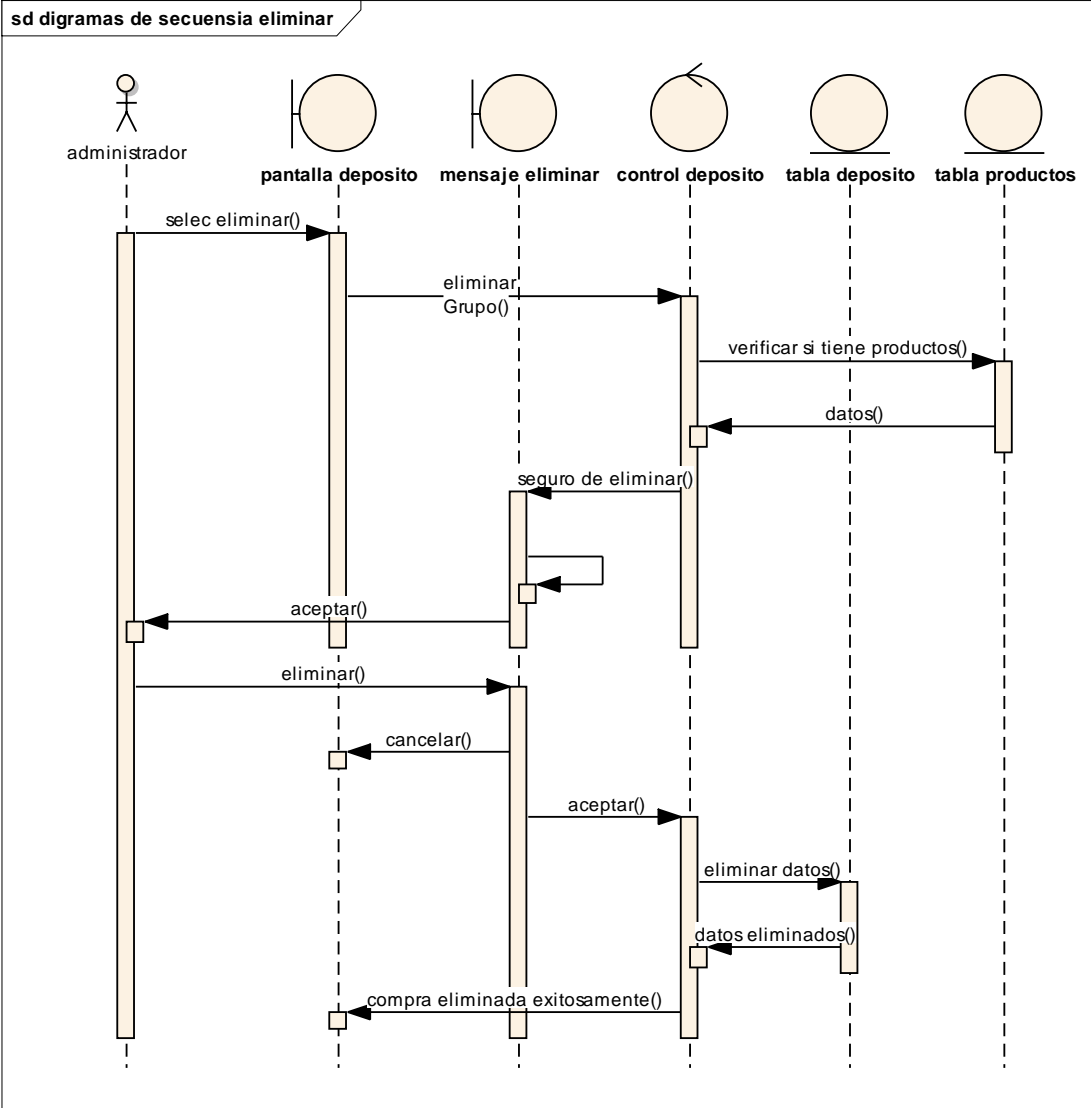 sd digramas de secuensia eliminar
administrador
pantalla deposito
mensaje eliminar
control deposito
tabla deposito
tabla productos
selec eliminar()
eliminar
Grupo()
verificar si tiene productos()
datos()
seguro de eliminar()
aceptar()
eliminar()
cancelar()
aceptar()
eliminar datos()
datos eliminados()
compra eliminada exitosamente()